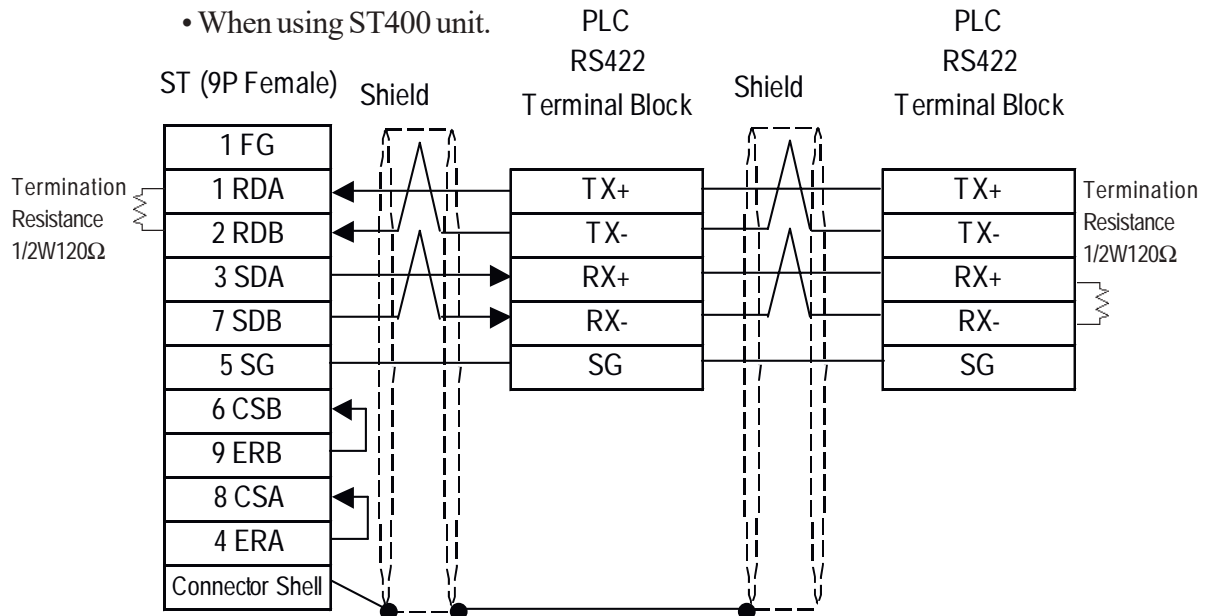 • When using ST400 unit.
PLC
RS422
Terminal Block
PLC
RS422
Terminal Block
ST (9P Female)
Shield
Shield
1 FG
1 RDA
2 RDB
3 SDA
7 SDB
5 SG
6 CSB
9 ERB
8 CSA
4 ERA
Connector Shell
Termination
Resistance
1/2W120Ω
TX+
TX-
RX+
RX-
SG
TX+
TX-
RX+
RX-
SG
Termination
Resistance
1/2W120Ω